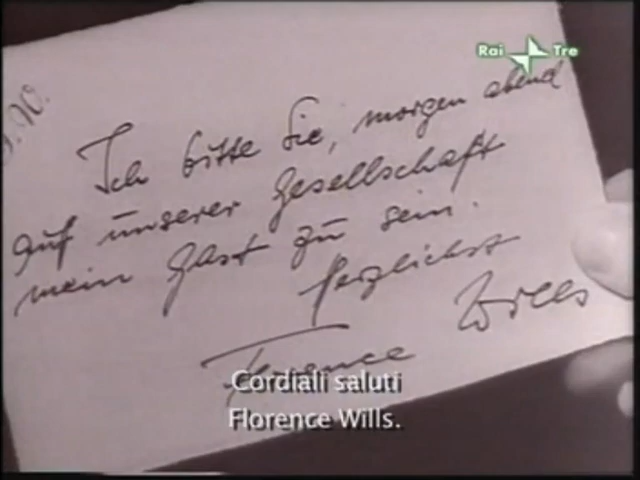 Rai Tre
Ich bitte Sie, morgen abend
auf unserer Gesellschaft
mein Gast zu sein.
Herzlichst
Florence Wills
Cordiali saluti
Florence Wills.